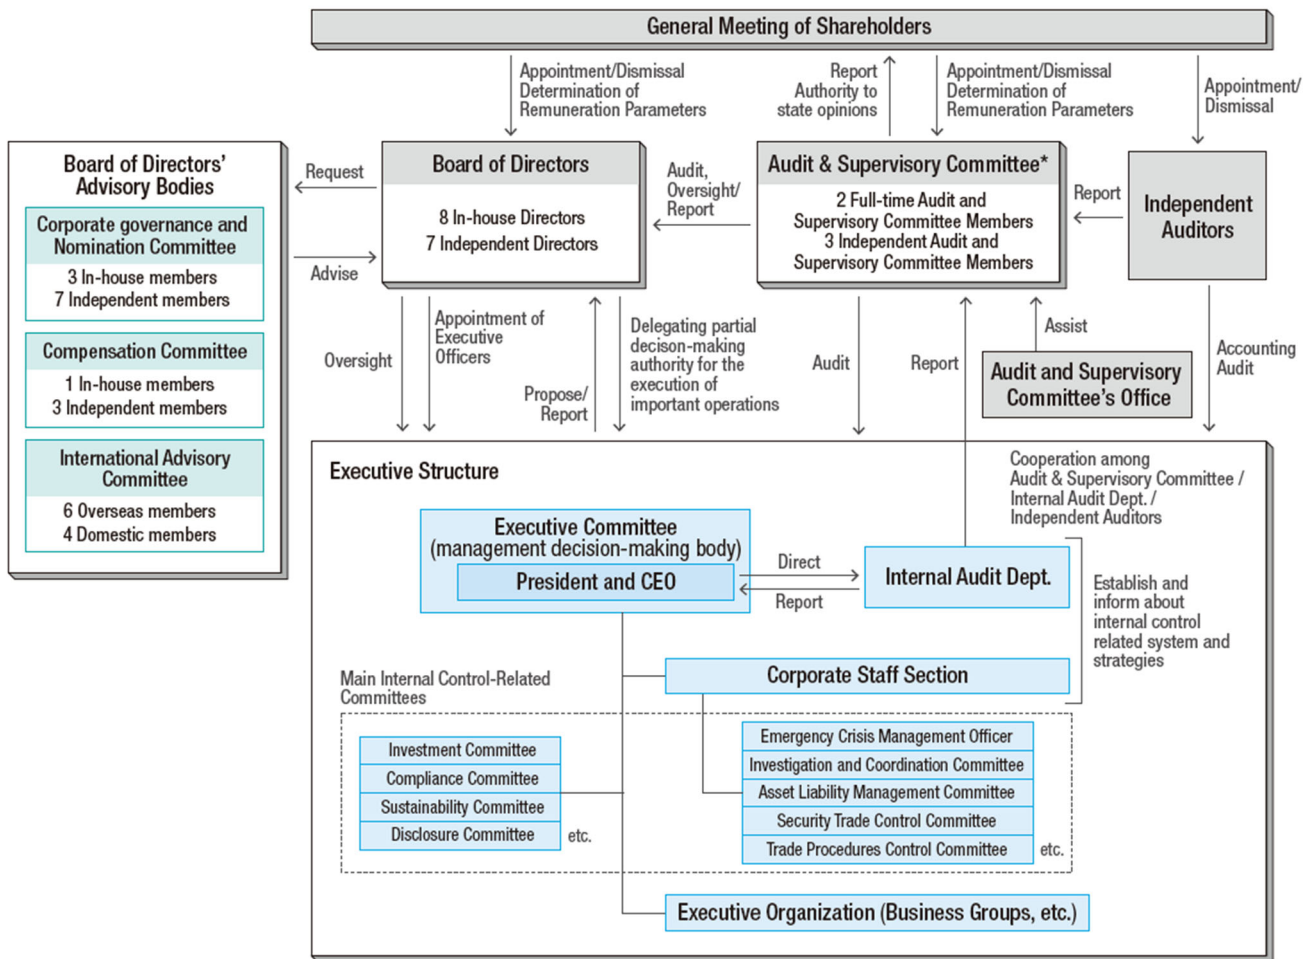 General Meeting of Shareholders
Appointment/Dismissal
Determination of
Remuneration Parameters
Report
Authority to
state opinions
Appointment/Dismissal
Determination of
Remuneration Parameters
Appointment/
Dismissal
Board of Directors'
Advisory Bodies
Corporate governance and
Nomination Committee
3 In-house members
7 Independent members
Compensation Committee
1 In-house members
3 Independent members
International Advisory
Committee
6 Overseas members
4 Domestic members
Request
Advise
Board of Directors
8 In-house Directors
7 Independent Directors
Audit,
Oversight/
Report
Audit & Supervisory Committee*
2 Full-time Audit and
Supervisory Committee Members
3 Independent Audit and
Supervisory Committee Members
Report
Independent
Auditors
Oversight
Appointment of
Executive
Officers
Propose/
Report
Delegating partial
decison-making
authority for the
execution of
important operations
Audit
Report
Assist
Audit and Supervisory
Committee's Office
Accounting
Audit
Executive Structure
Cooperation among
Audit & Supervisory Committee /
Internal Audit Dept. /
Independent Auditors
Executive Committee
(management decision-making body)
President and CEO
Direct
Report
Internal Audit Dept.
Establish and
inform about
internal control
related system and
strategies
Corporate Staff Section
Main Internal Control-Related
Committees
Investment Committee
Compliance Committee
Sustainability Committee
Disclosure Committee
etc.
Emergency Crisis Management Officer
Investigation and Coordination Committee
Asset Liability Management Committee
Security Trade Control Committee
Trade Procedures Control Committee
etc.
Executive Organization (Business Groups, etc.)